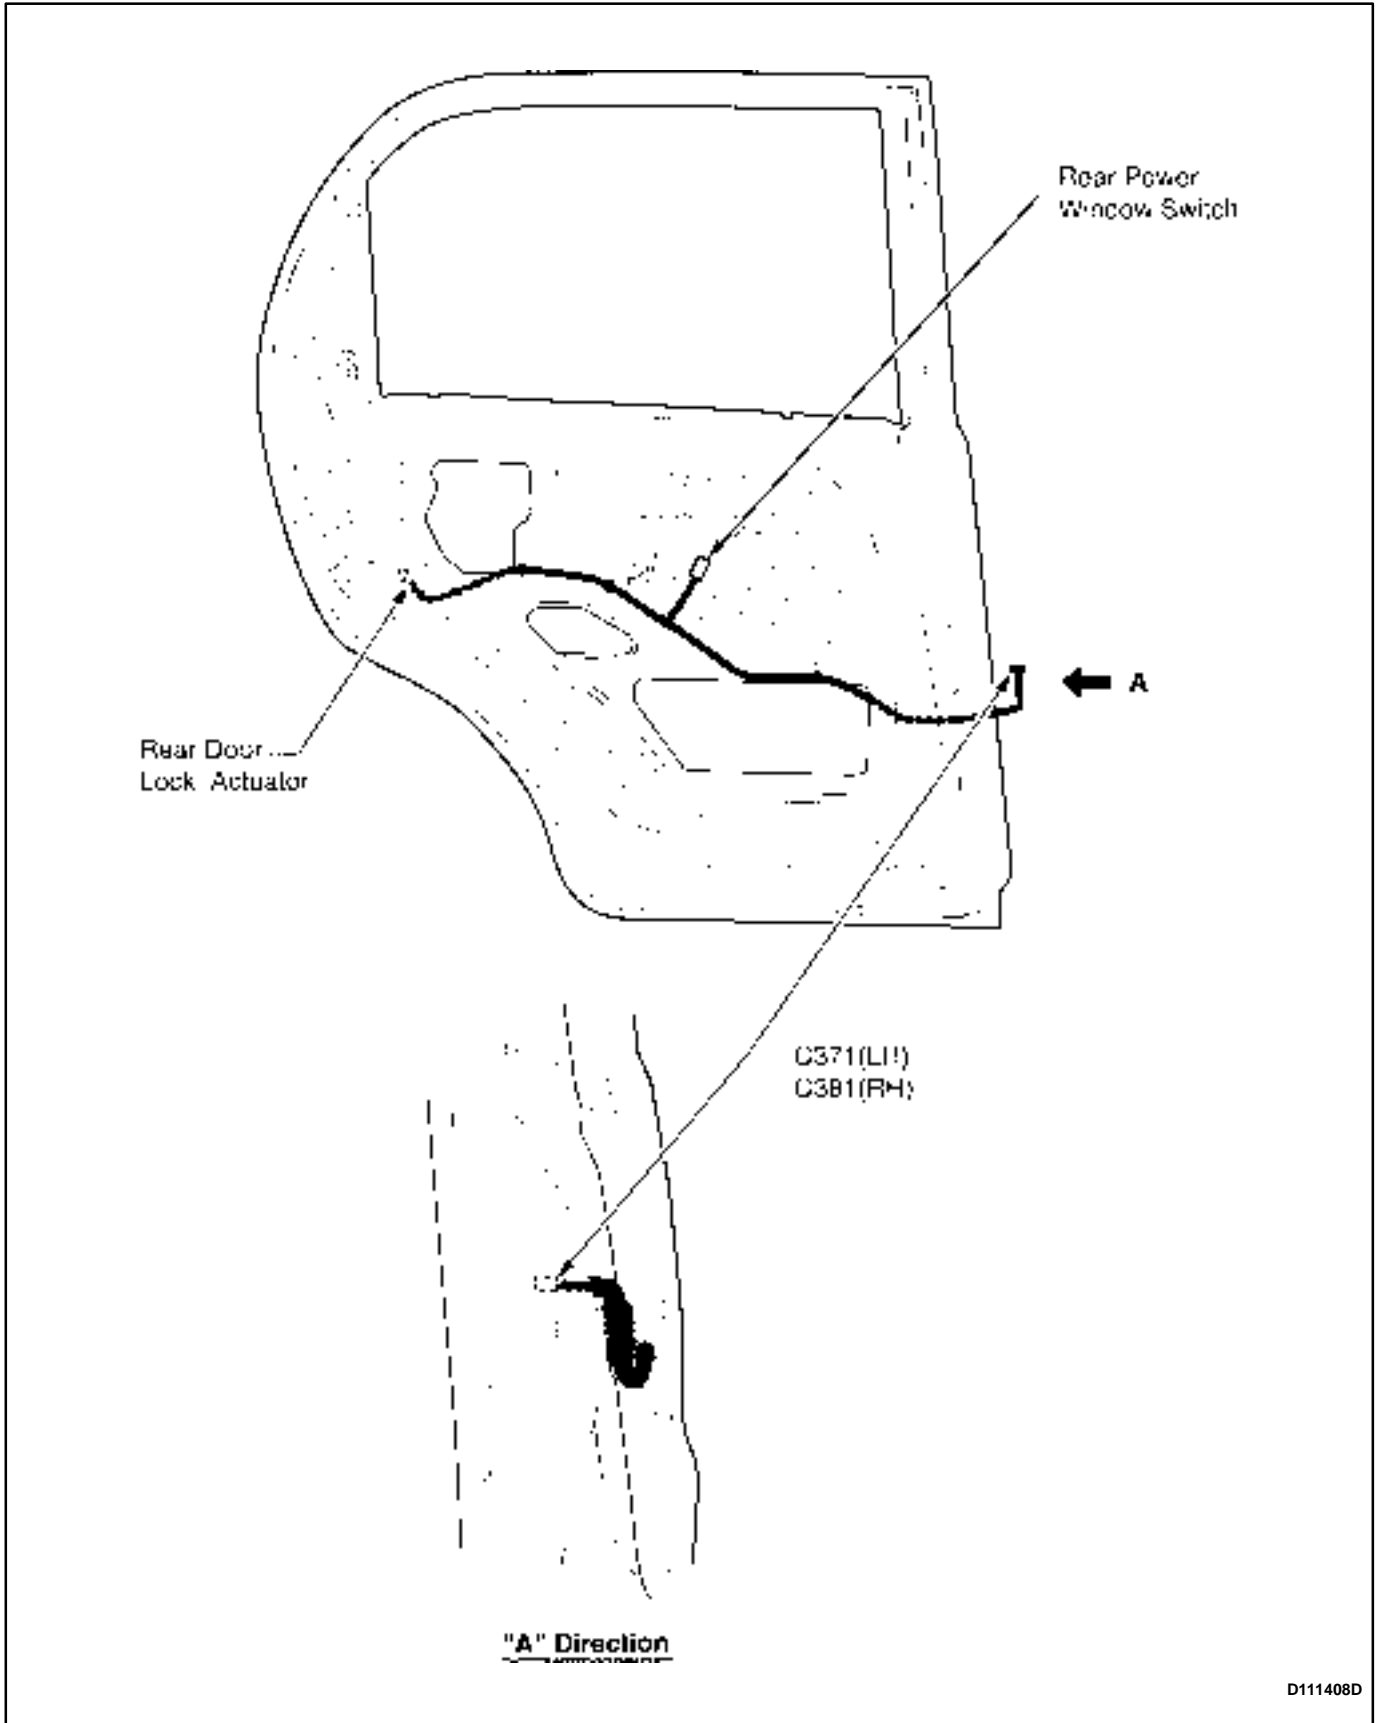 Rear Power
Window Switch
A
Rear Door
Lock Actuator
C371(LH)
C381(RH)
"A" Direction
D111408D